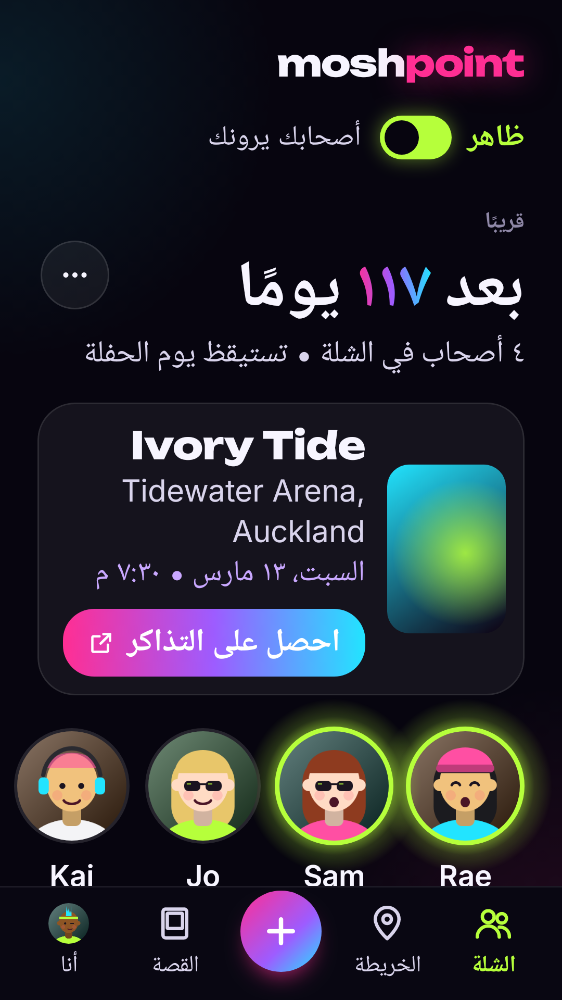 moshpoint
ظاهر
أصحابك يرونك
قريبًا
بعد ١١٧ يومًا
٤ أصحاب في الشلة • تستيقظ يوم الحفلة
Ivory Tide
Tidewater Arena,
Auckland
السبت، ١٣ مارس • ٧:٣٠ م
احصل على التذاكر
Rae
Sam
Jo
Kai
الشلة
الخريطة
القصة
أنا